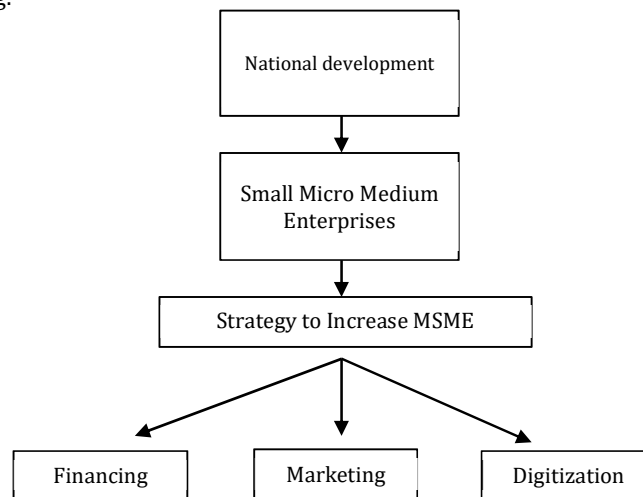 g.
National development
Small Micro Medium
Enterprises
Strategy to Increase MSME
Financing
Marketing
Digitization